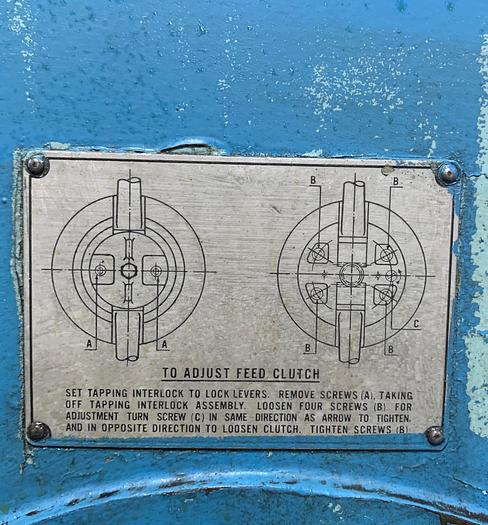 B B
A A
B B C
TO ADJUST FEED CLUTCH
SET TAPPING INTERLOCK TO LOCK LEVERS. REMOVE SCREWS (A), TAKING
OFF TAPPING INTERLOCK ASSEMBLY. LOOSEN FOUR SCREWS (B). FOR
ADJUSTMENT TURN SCREW (C) IN SAME DIRECTION AS ARROW TO TIGHTEN,
AND IN OPPOSITE DIRECTION TO LOOSEN CLUTCH. TIGHTEN SCREWS (B)